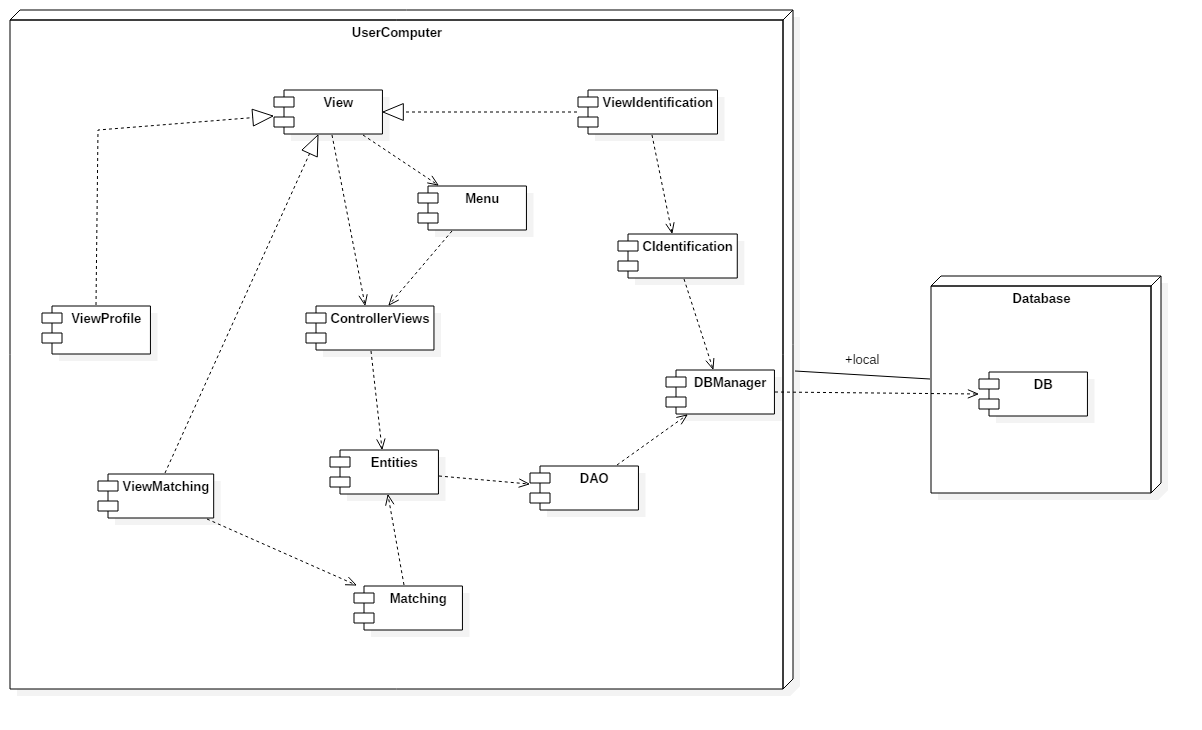 UserComputer
View
ViewIdentification
Menu
CIdentification
Database
ViewProfile
ControllerViews
+local
DBManager
DB
Entities
DAO
ViewMatching
Matching